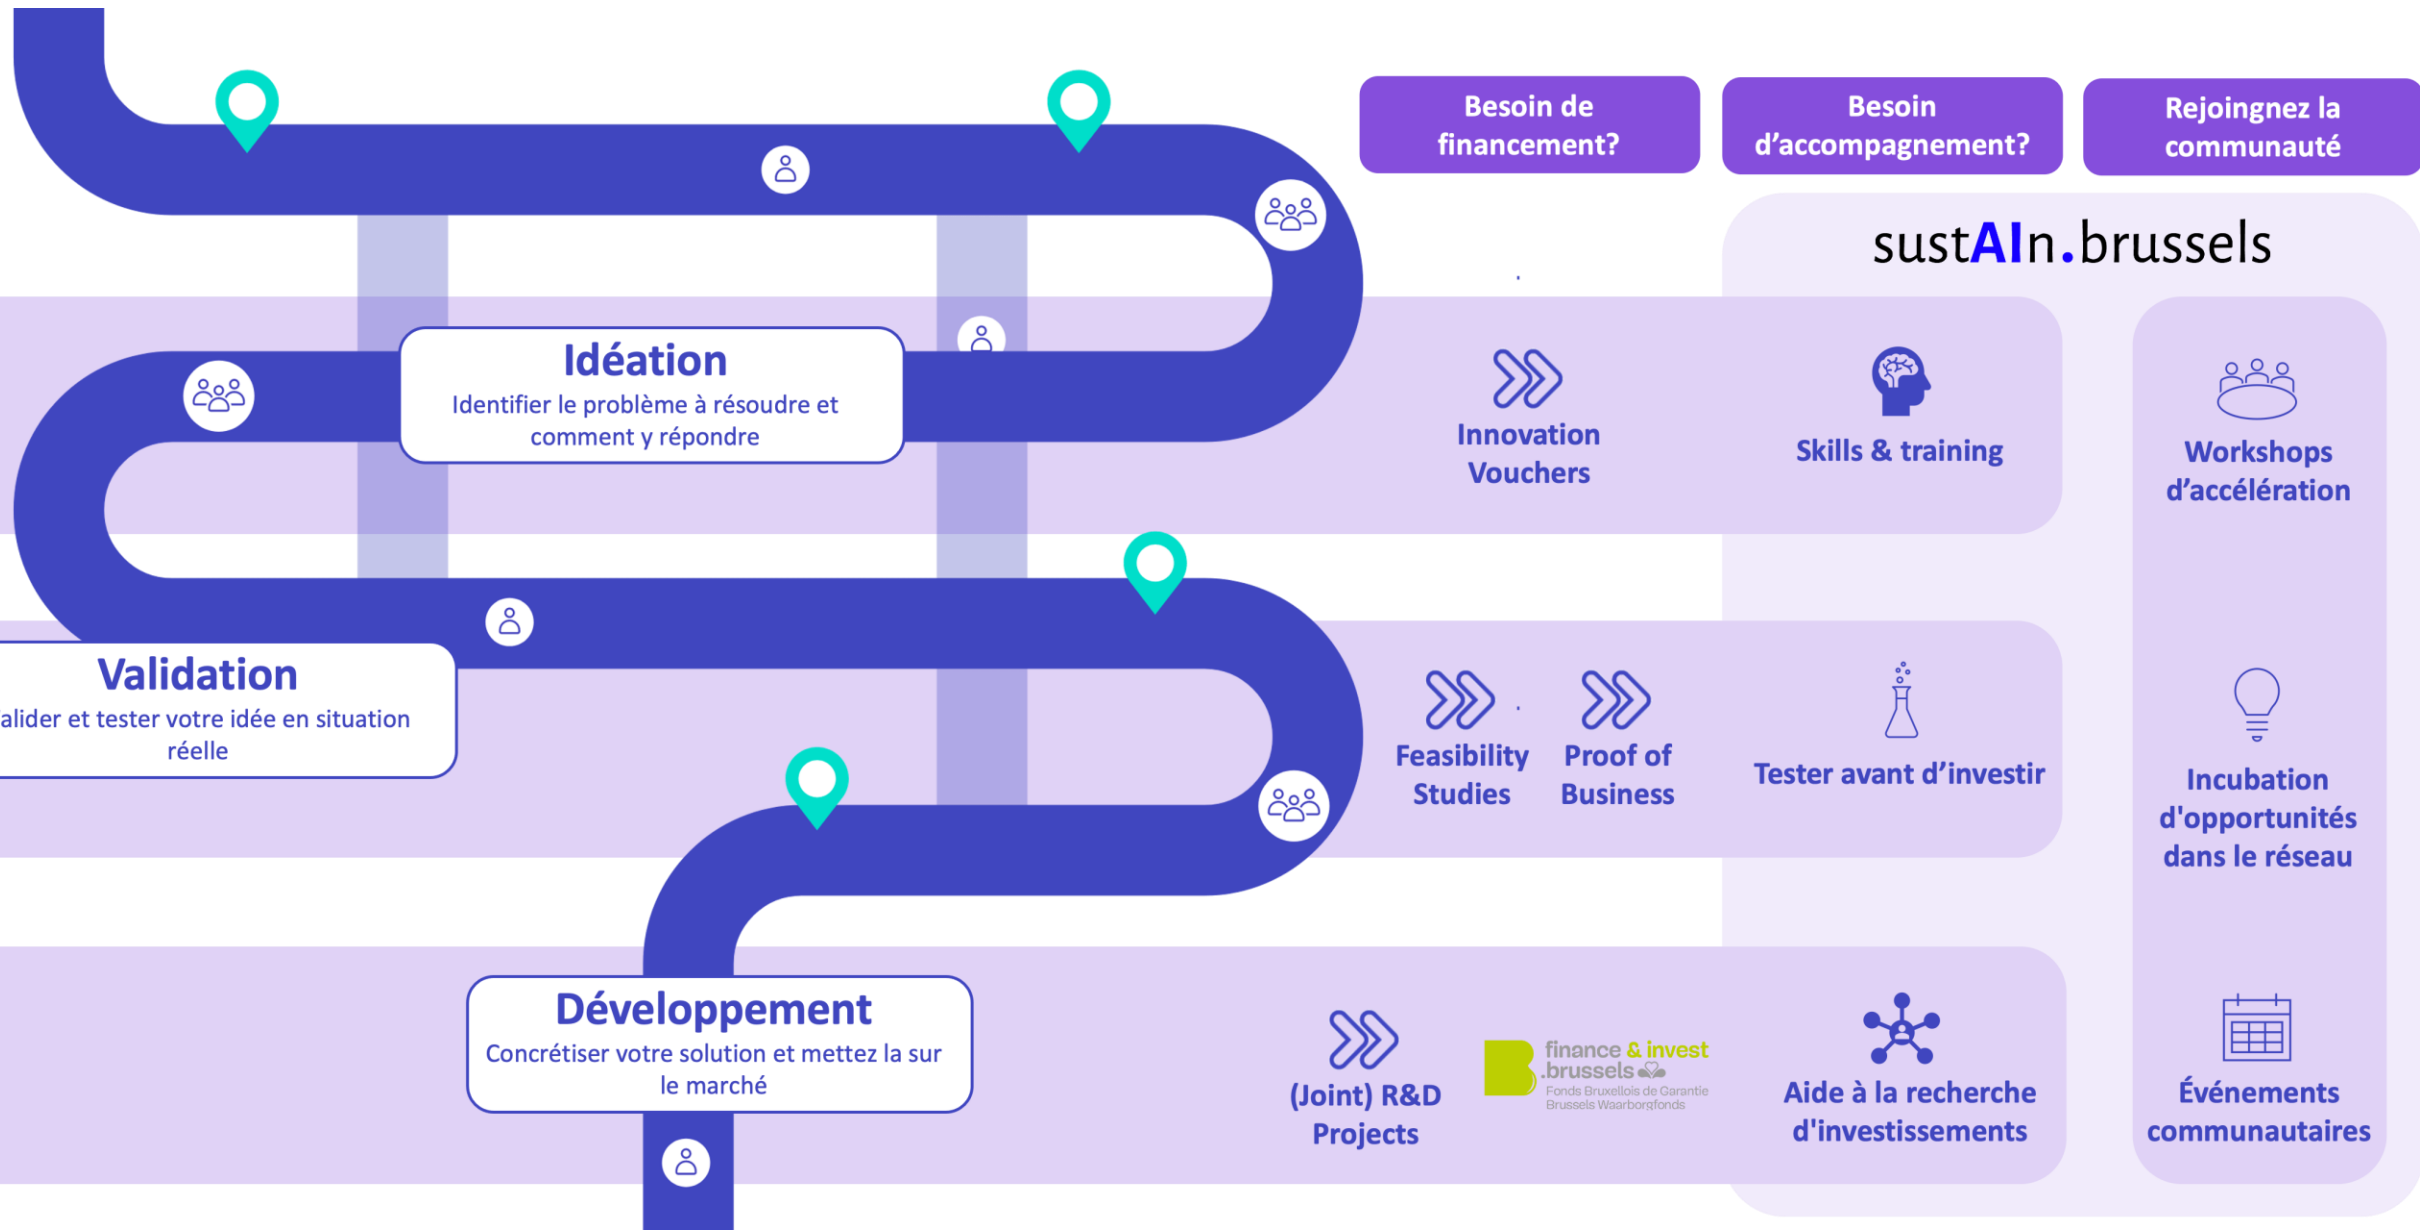 Besoin de
financement?
Besoin
d'accompagnement?
Rejoingnez la
communauté
sustAIn.brussels
Idéation
Identifier le problème à résoudre et
comment y répondre
Innovation
Vouchers
Skills & training
Workshops
d'accélération
Validation
alider et tester votre idée en situation
réelle
Feasibility
Studies
Proof of
Business
Tester avant d'investir
Incubation
d'opportunités
dans le réseau
Développement
Concrétiser votre solution et mettez la sur
le marché
(Joint) R&D
Projects
finance & invest
.brussels
Fonds Bruxellois de Garantie
Brussels Waarborgfonds
Aide à la recherche
d'investissements
Événements
communautaires